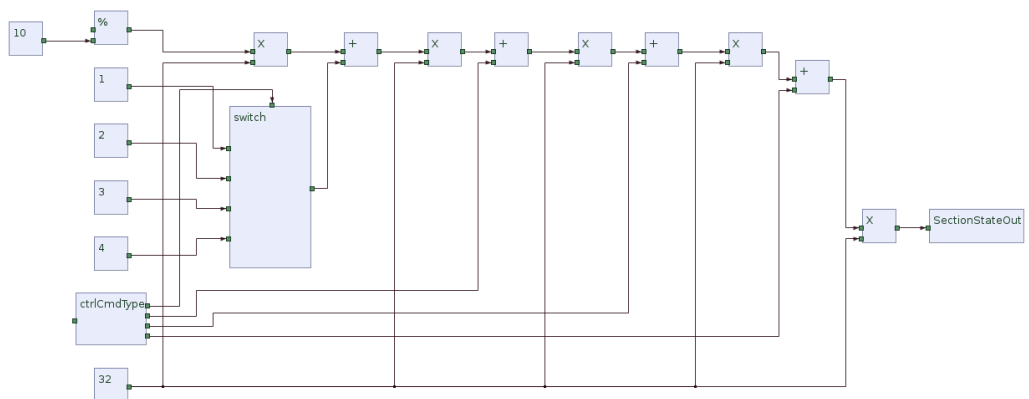 10
%
X
+
X
+
X
+
X
+
1
switch
2
3
4
X
SectionStateOut
ctrlCmdType
32